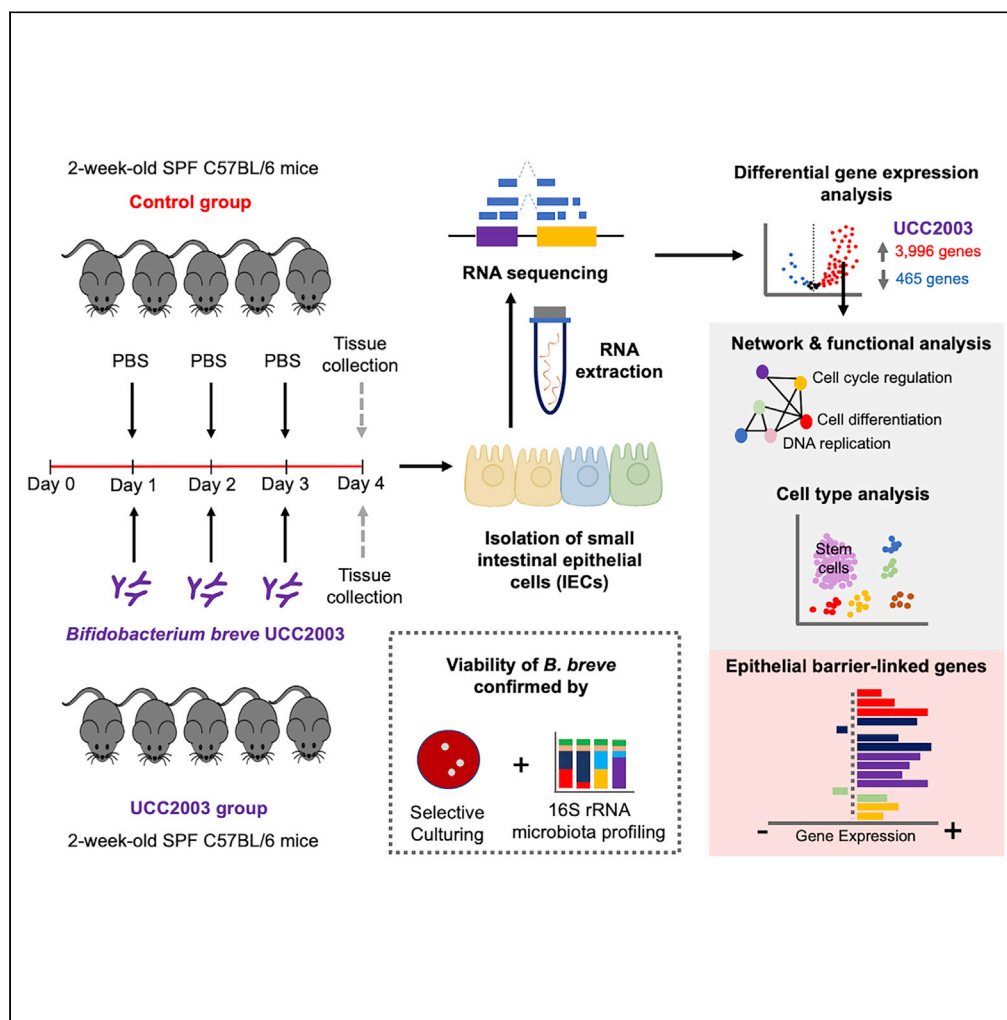 2-week-old SPF C57BL/6 mice
Control group
PBS
PBS
PBS
Tissue
collection
Day 0
Day 1
Day 2
Day 3
Day 4
Tissue
collection
Bifidobacterium breve UCC2003
UCC2003 group
2-week-old SPF C57BL/6 mice
RNA sequencing
RNA
extraction
Isolation of small
intestinal epithelial
cells (IECs)
Viability of B. breve
confirmed by
Selective
Culturing
+
16S rRNA
microbiota profiling
Differential gene expression
analysis
UCC2003
3,996 genes
465 genes
Network & functional analysis
Cell cycle regulation
Cell differentiation
DNA replication
Cell type analysis
Stem
cells
Epithelial barrier-linked genes
- Gene Expression +